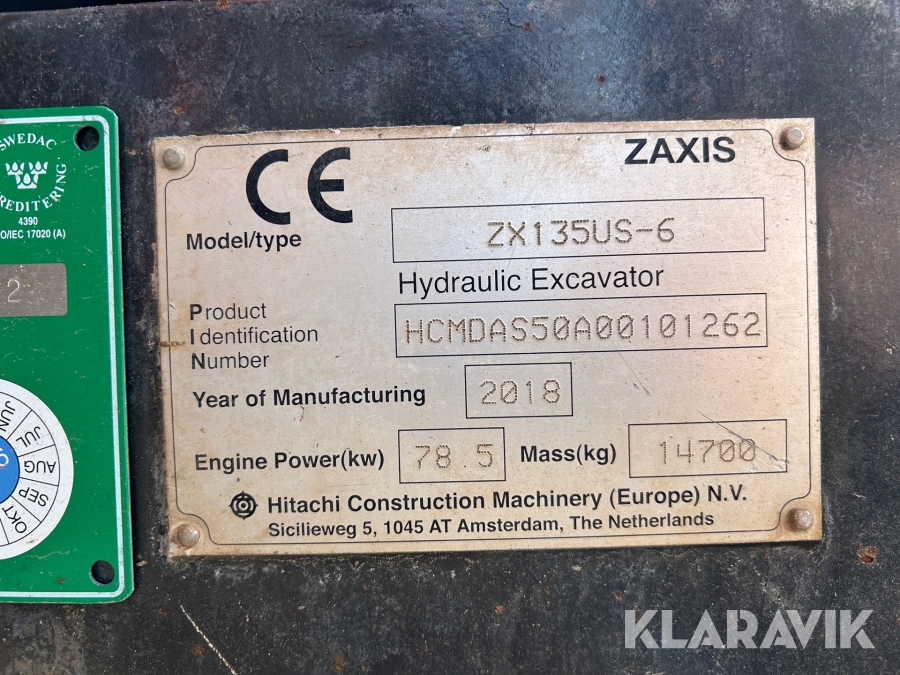 SWEDAC
REDITERING
4390
O/IEC 17020 (A)
2
JUN
JUL
AUG
SEP
OKT
CE
ZAXIS
Model/type
ZX135US-6
Hydraulic Excavator
Product
Identification
Number
HCMDAS50A00101262
Year of Manufacturing
2018
Engine Power(kw)
78.5
Mass(kg)
14700
Hitachi Construction Machinery (Europe) N.V.
Sicilieweg 5, 1045 AT Amsterdam, The Netherlands
KLARAVIK